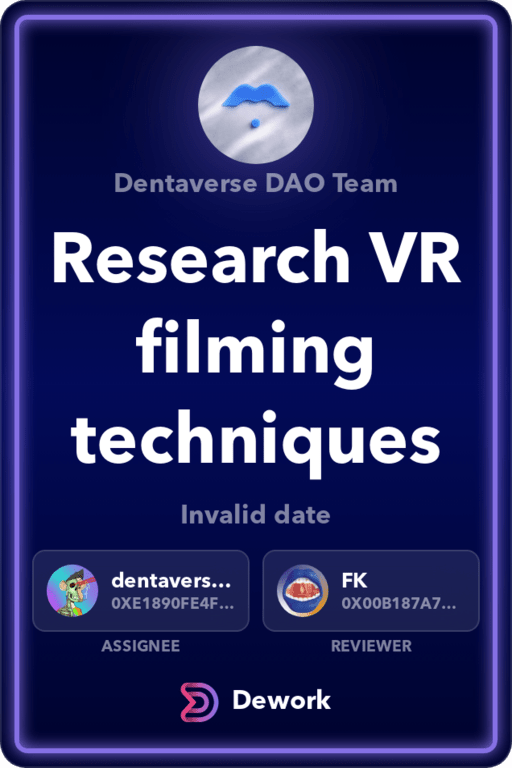 Dentaverse DAO Team
Research VR
filming
techniques
Invalid date
dentavers...
0XE1890FE4F...
ASSIGNEE
FK
0X00B187A7...
REVIEWER
Dework